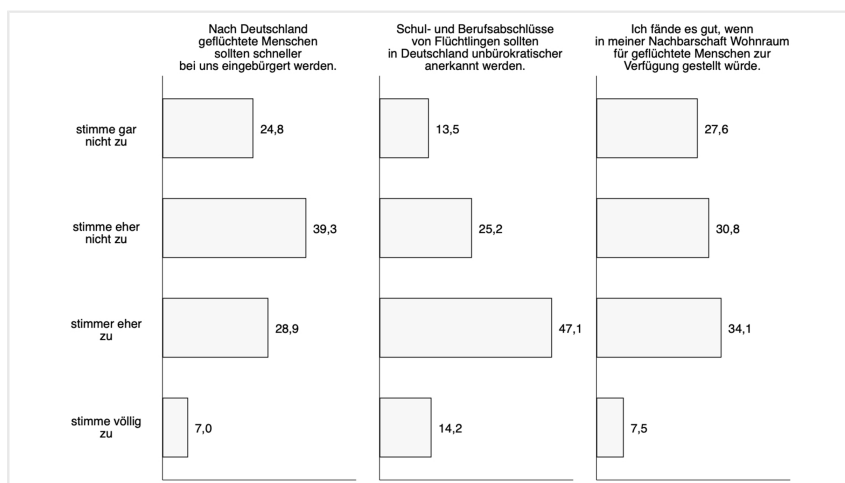 Nach Deutschland
geflüchtete Menschen
sollten schneller
bei uns eingebürgert werden.
Schul- und Berufsabschlüsse
von Flüchtlingen sollten
in Deutschland unbürokratischer
anerkannt werden.
Ich fände es gut, wenn
in meiner Nachbarschaft Wohnraum
für geflüchtete Menschen zur
Verfügung gestellt würde.
stimme gar
nicht zu
24,8
13,5
27,6
stimme eher
nicht zu
39,3
25,2
30,8
stimmer eher
zu
28,9
47,1
34,1
stimme völlig
zu
7,0
14,2
7,5